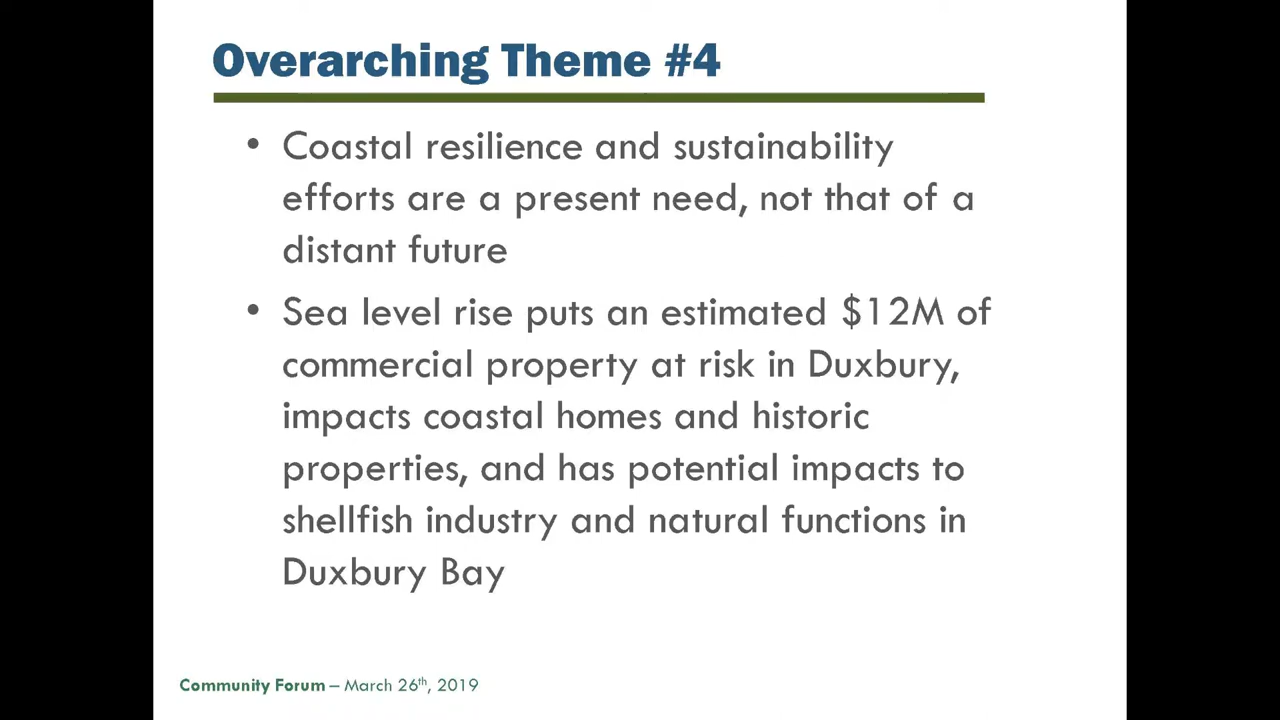 Overarching Theme #4
• Coastal resilience and sustainability
efforts are a present need, not that of a
distant future
• Sea level rise puts an estimated $12M of
commercial property at risk in Duxbury,
impacts coastal homes and historic
properties, and has potential impacts to
shellfish industry and natural functions in
Duxbury Bay
Community Forum – March 26th, 2019